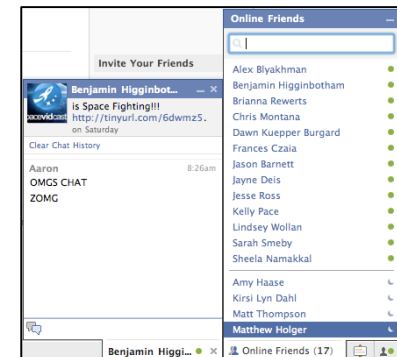 Invite Your Friends
Benjamin Higginbot...
is Space Fighting!!!
http://tinyurl.com/6dwmz5.
on Saturday
pacevidcast
Clear Chat History
Aaron 8:26am
OMGS CHAT
ZOMG
Benjamin Higgi...
Online Friends
Alex Blyakhman
Benjamin Higginbotham
Brianna Rewerts
Chris Montana
Dawn Kuepper Burgard
Frances Czaia
Jason Barnett
Jayne Deis
Jesse Ross
Kelly Pace
Lindsey Wollan
Sarah Smeby
Sheela Namakkal
Amy Haase
Kirsi Lyn Dahl
Matt Thompson
Matthew Holger
Online Friends (17)